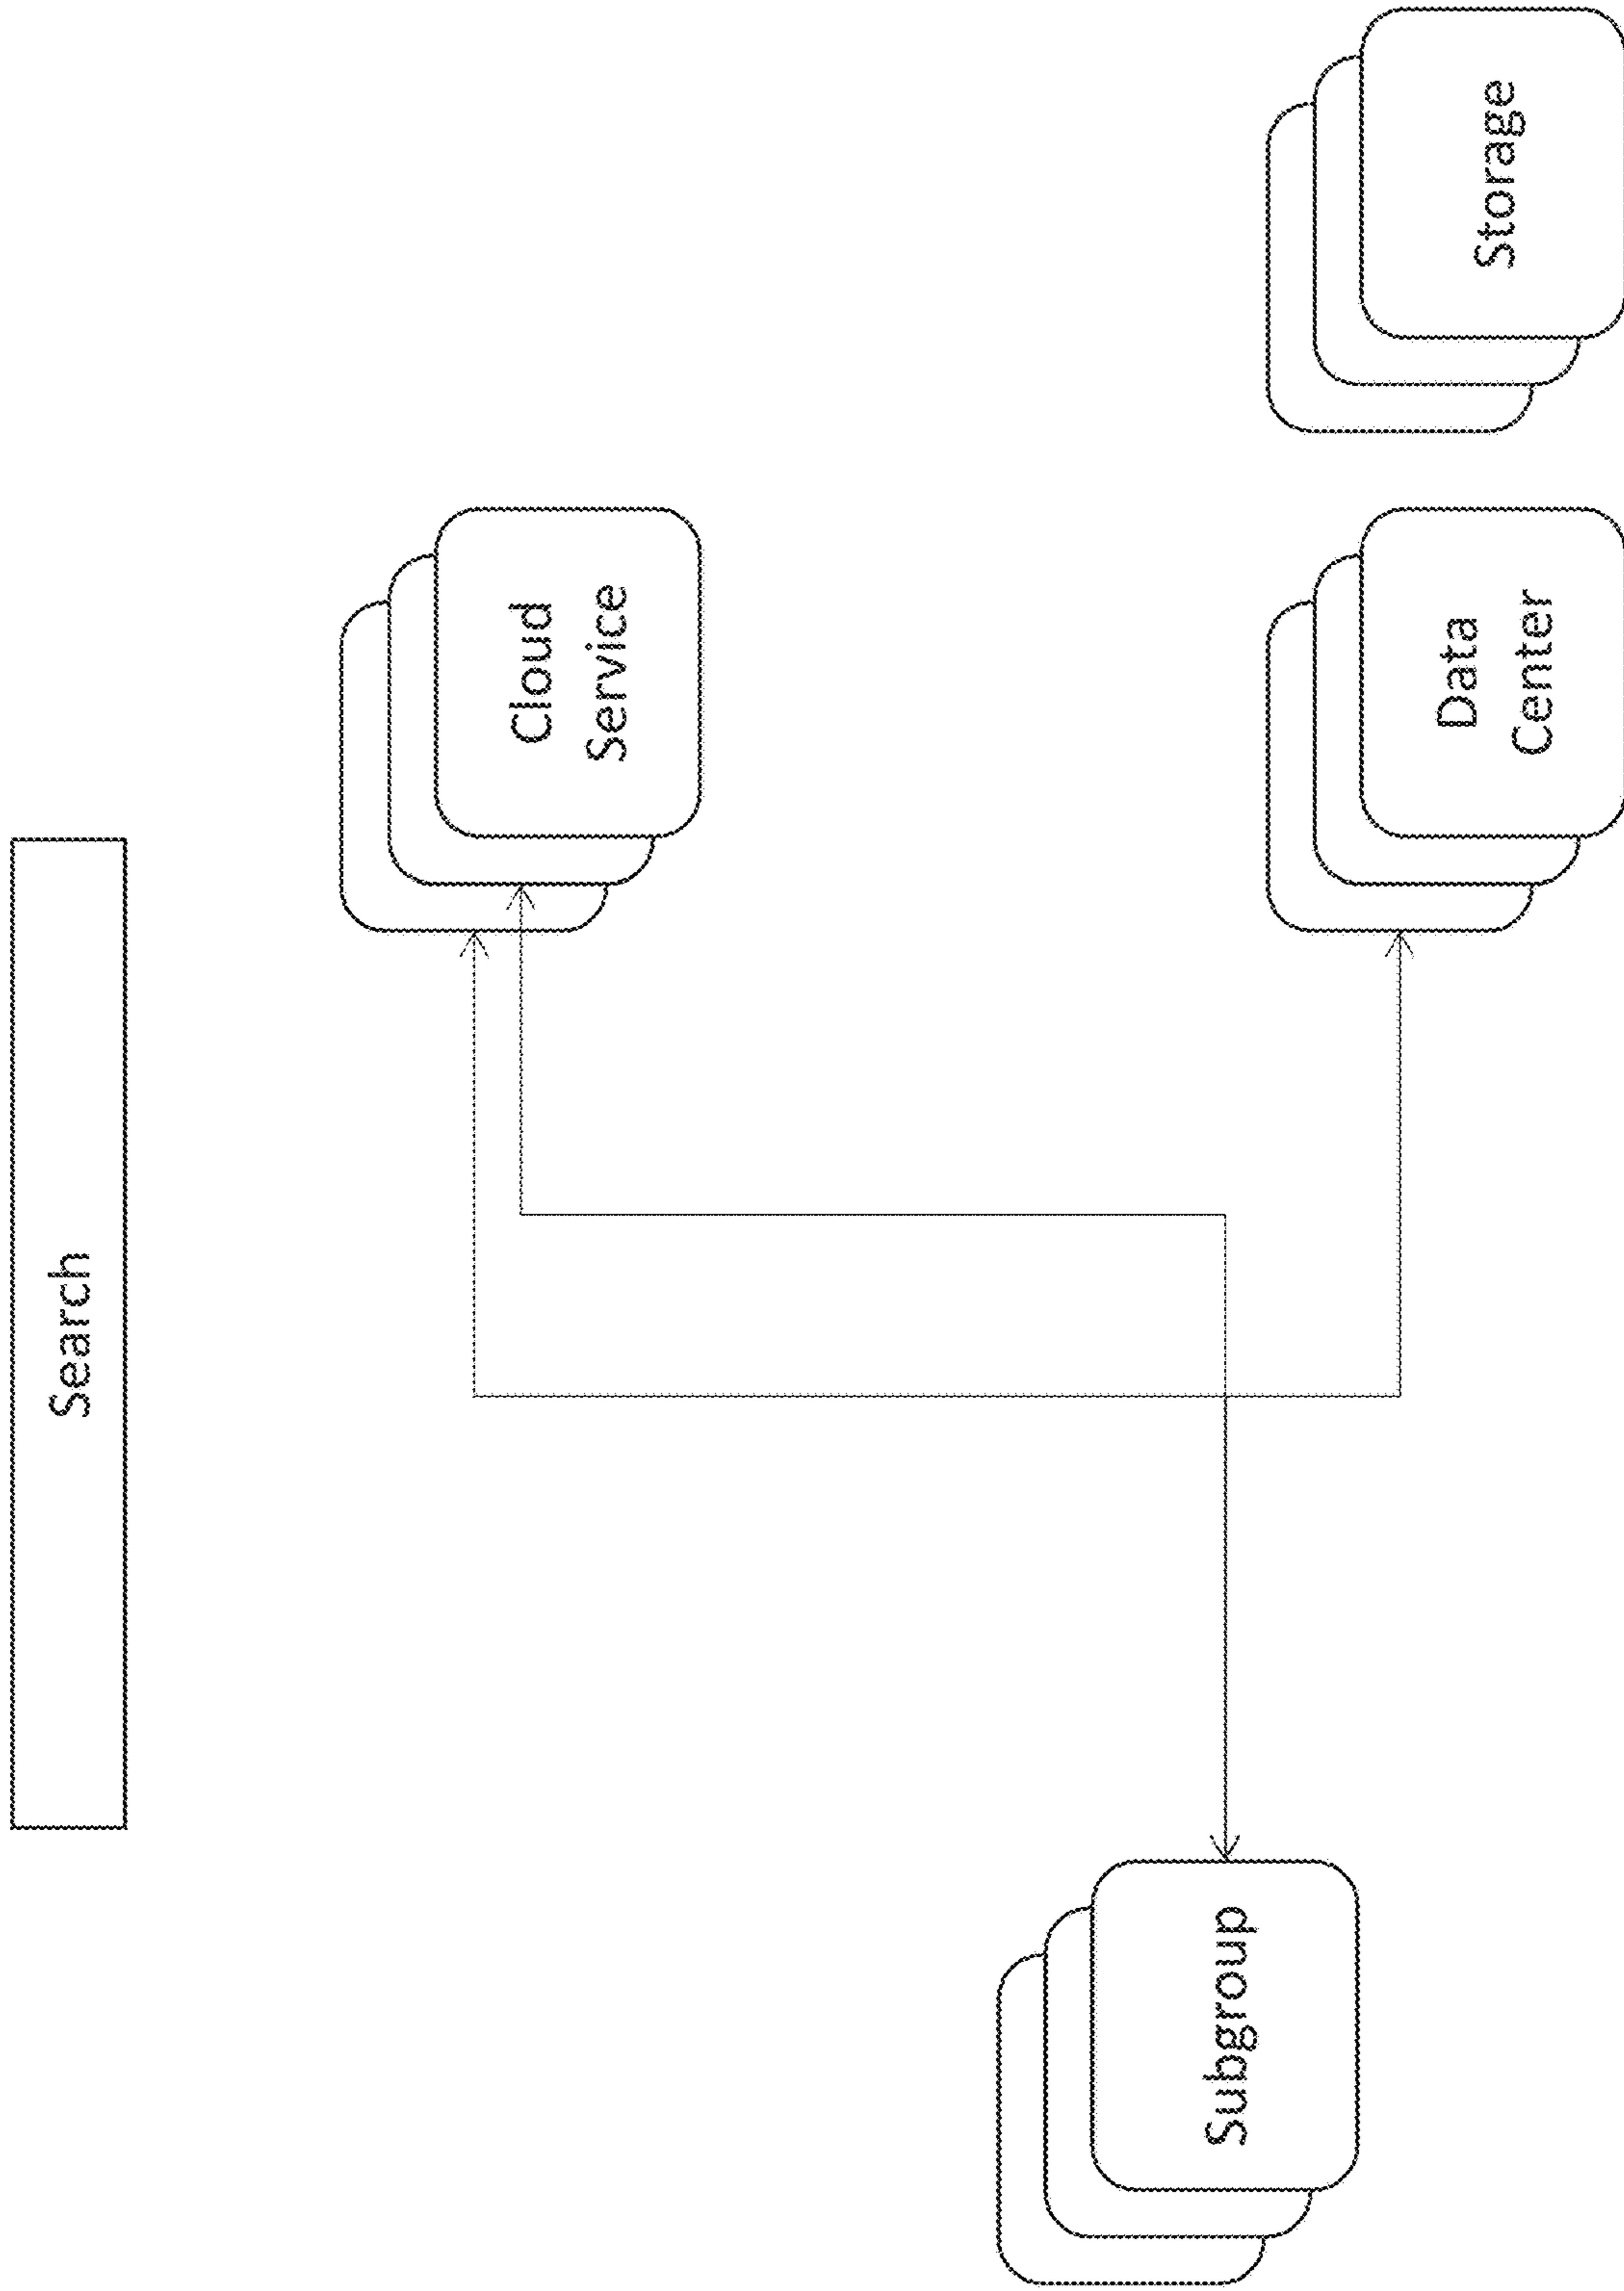 Search
Cloud
Service
Subgroup
Data
Center
Storage